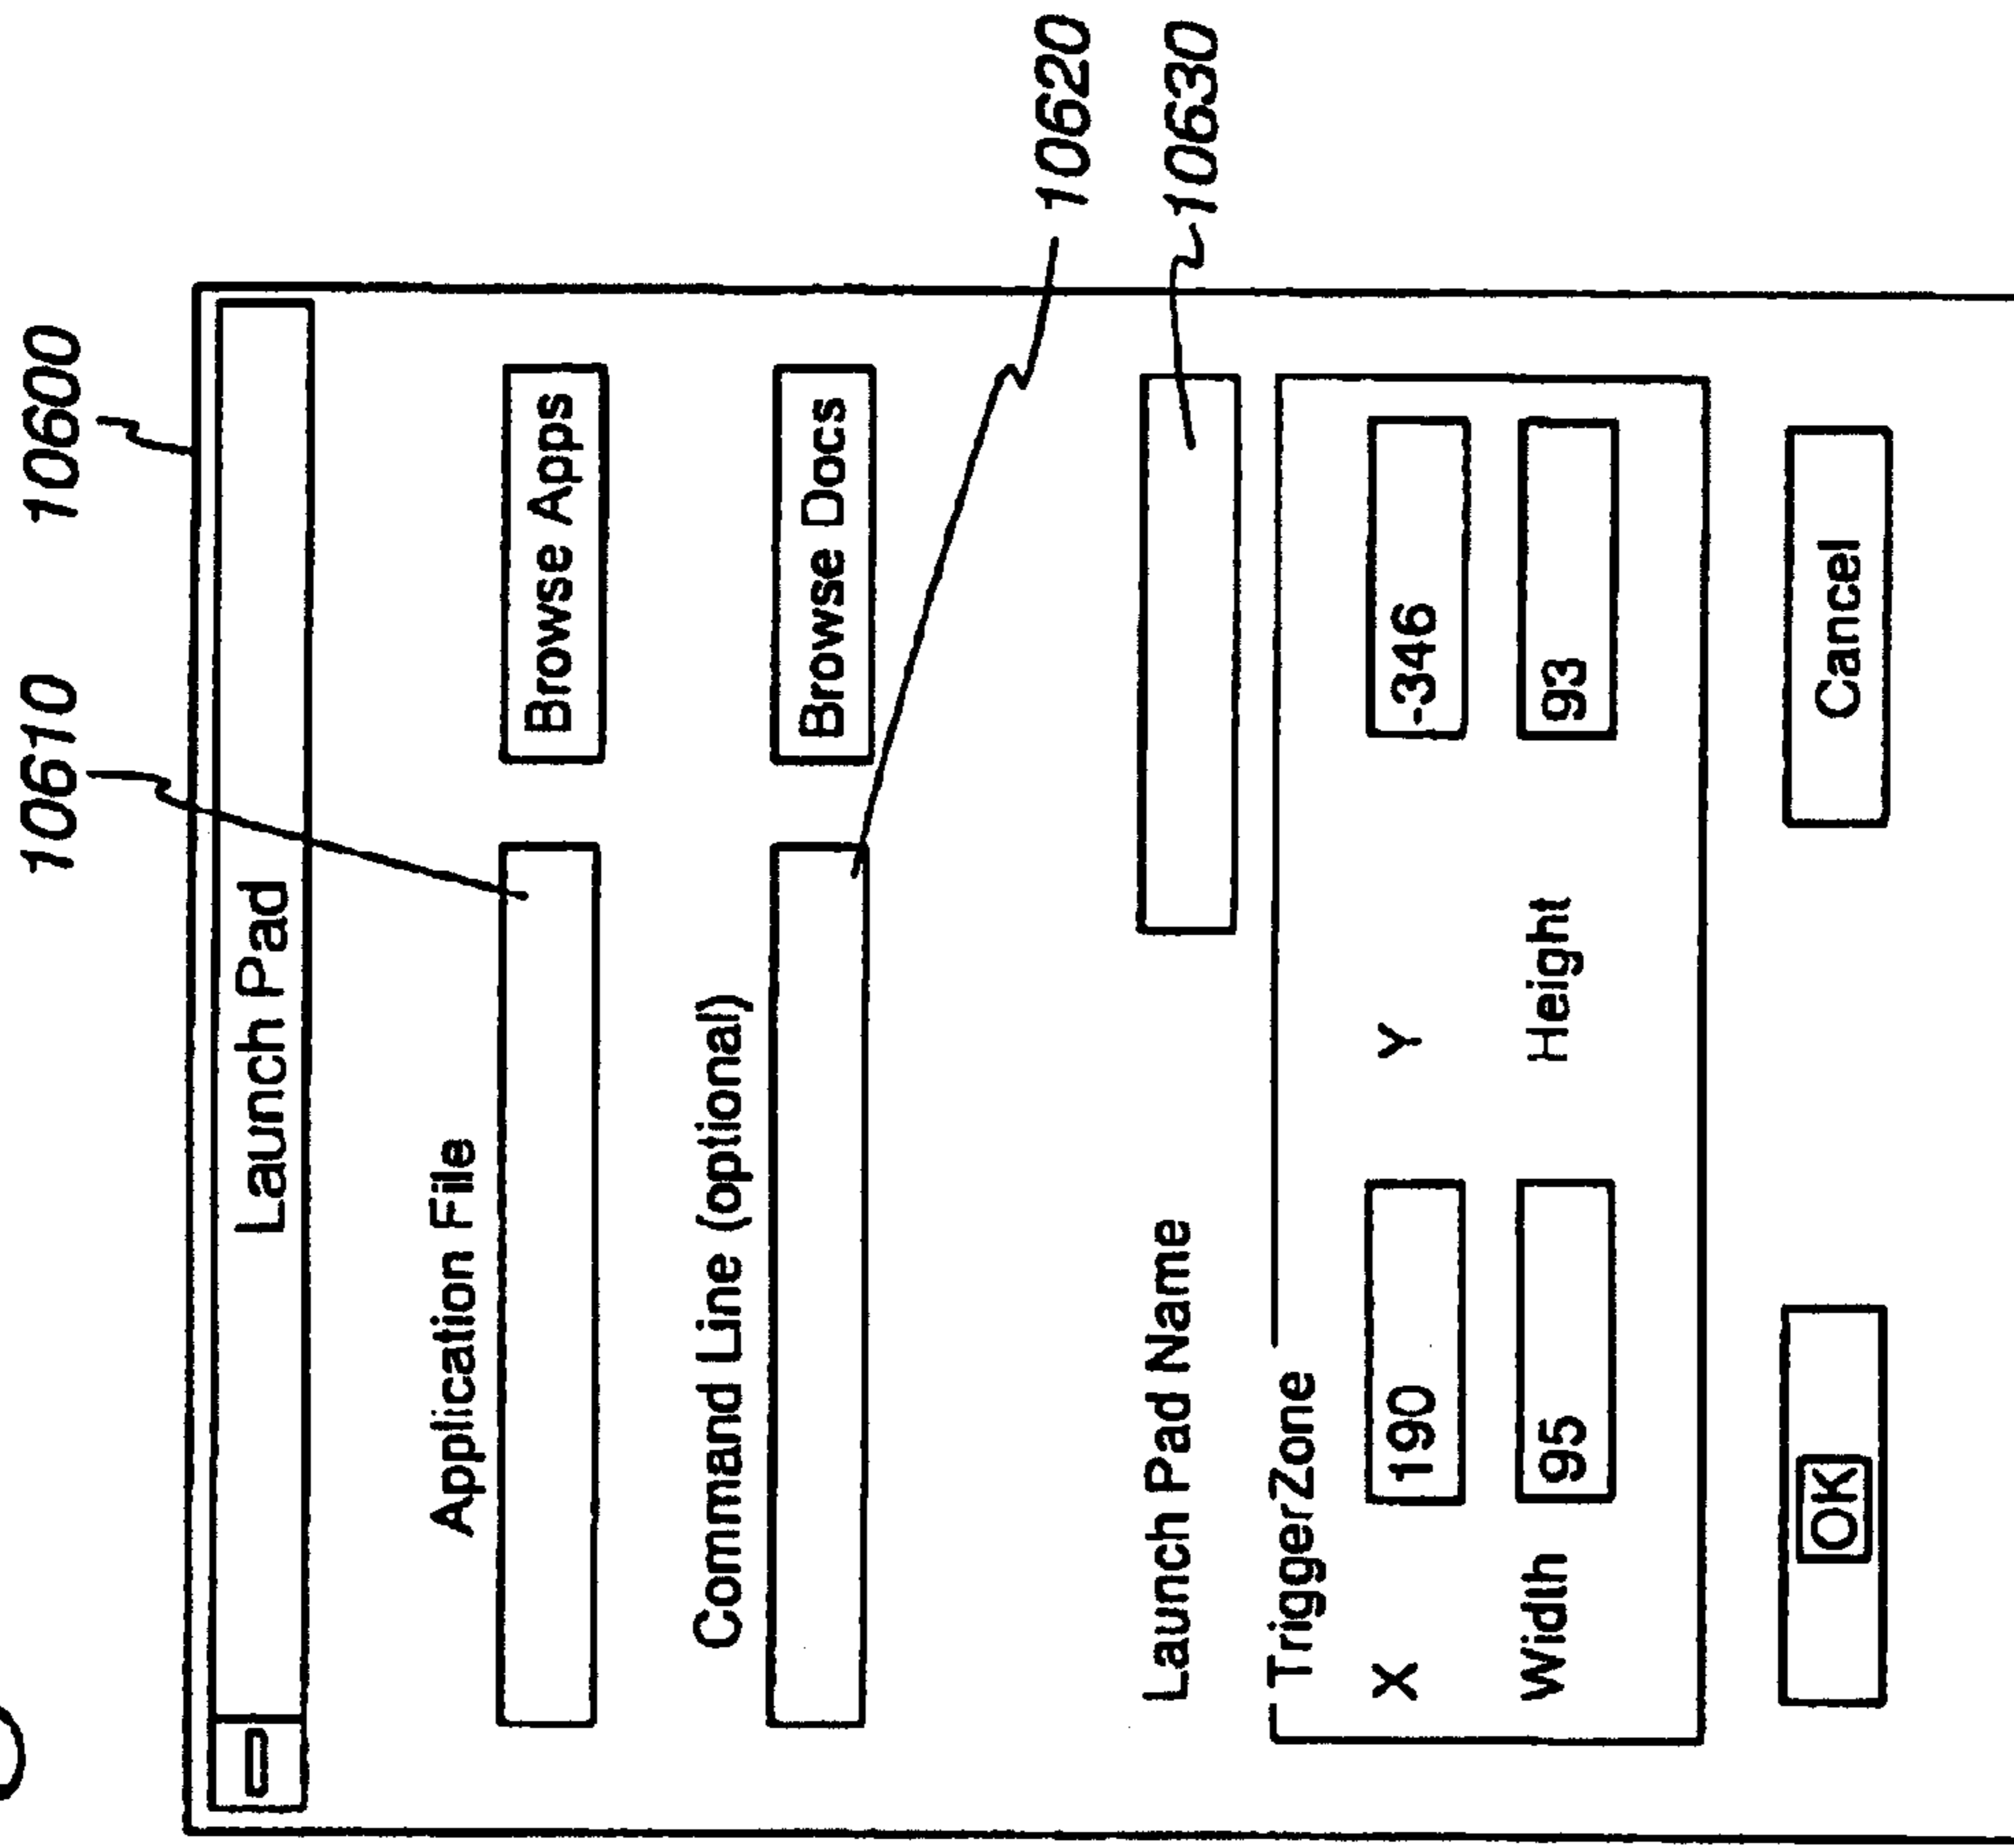 10610 10600
Launch Pad
Application File
Browse Apps
Command Line (optional)
Browse Docs
10620
Launch Pad Name
10630
TriggerZone
X 190 Y -346
Width 95 Height 93
OK Cancel